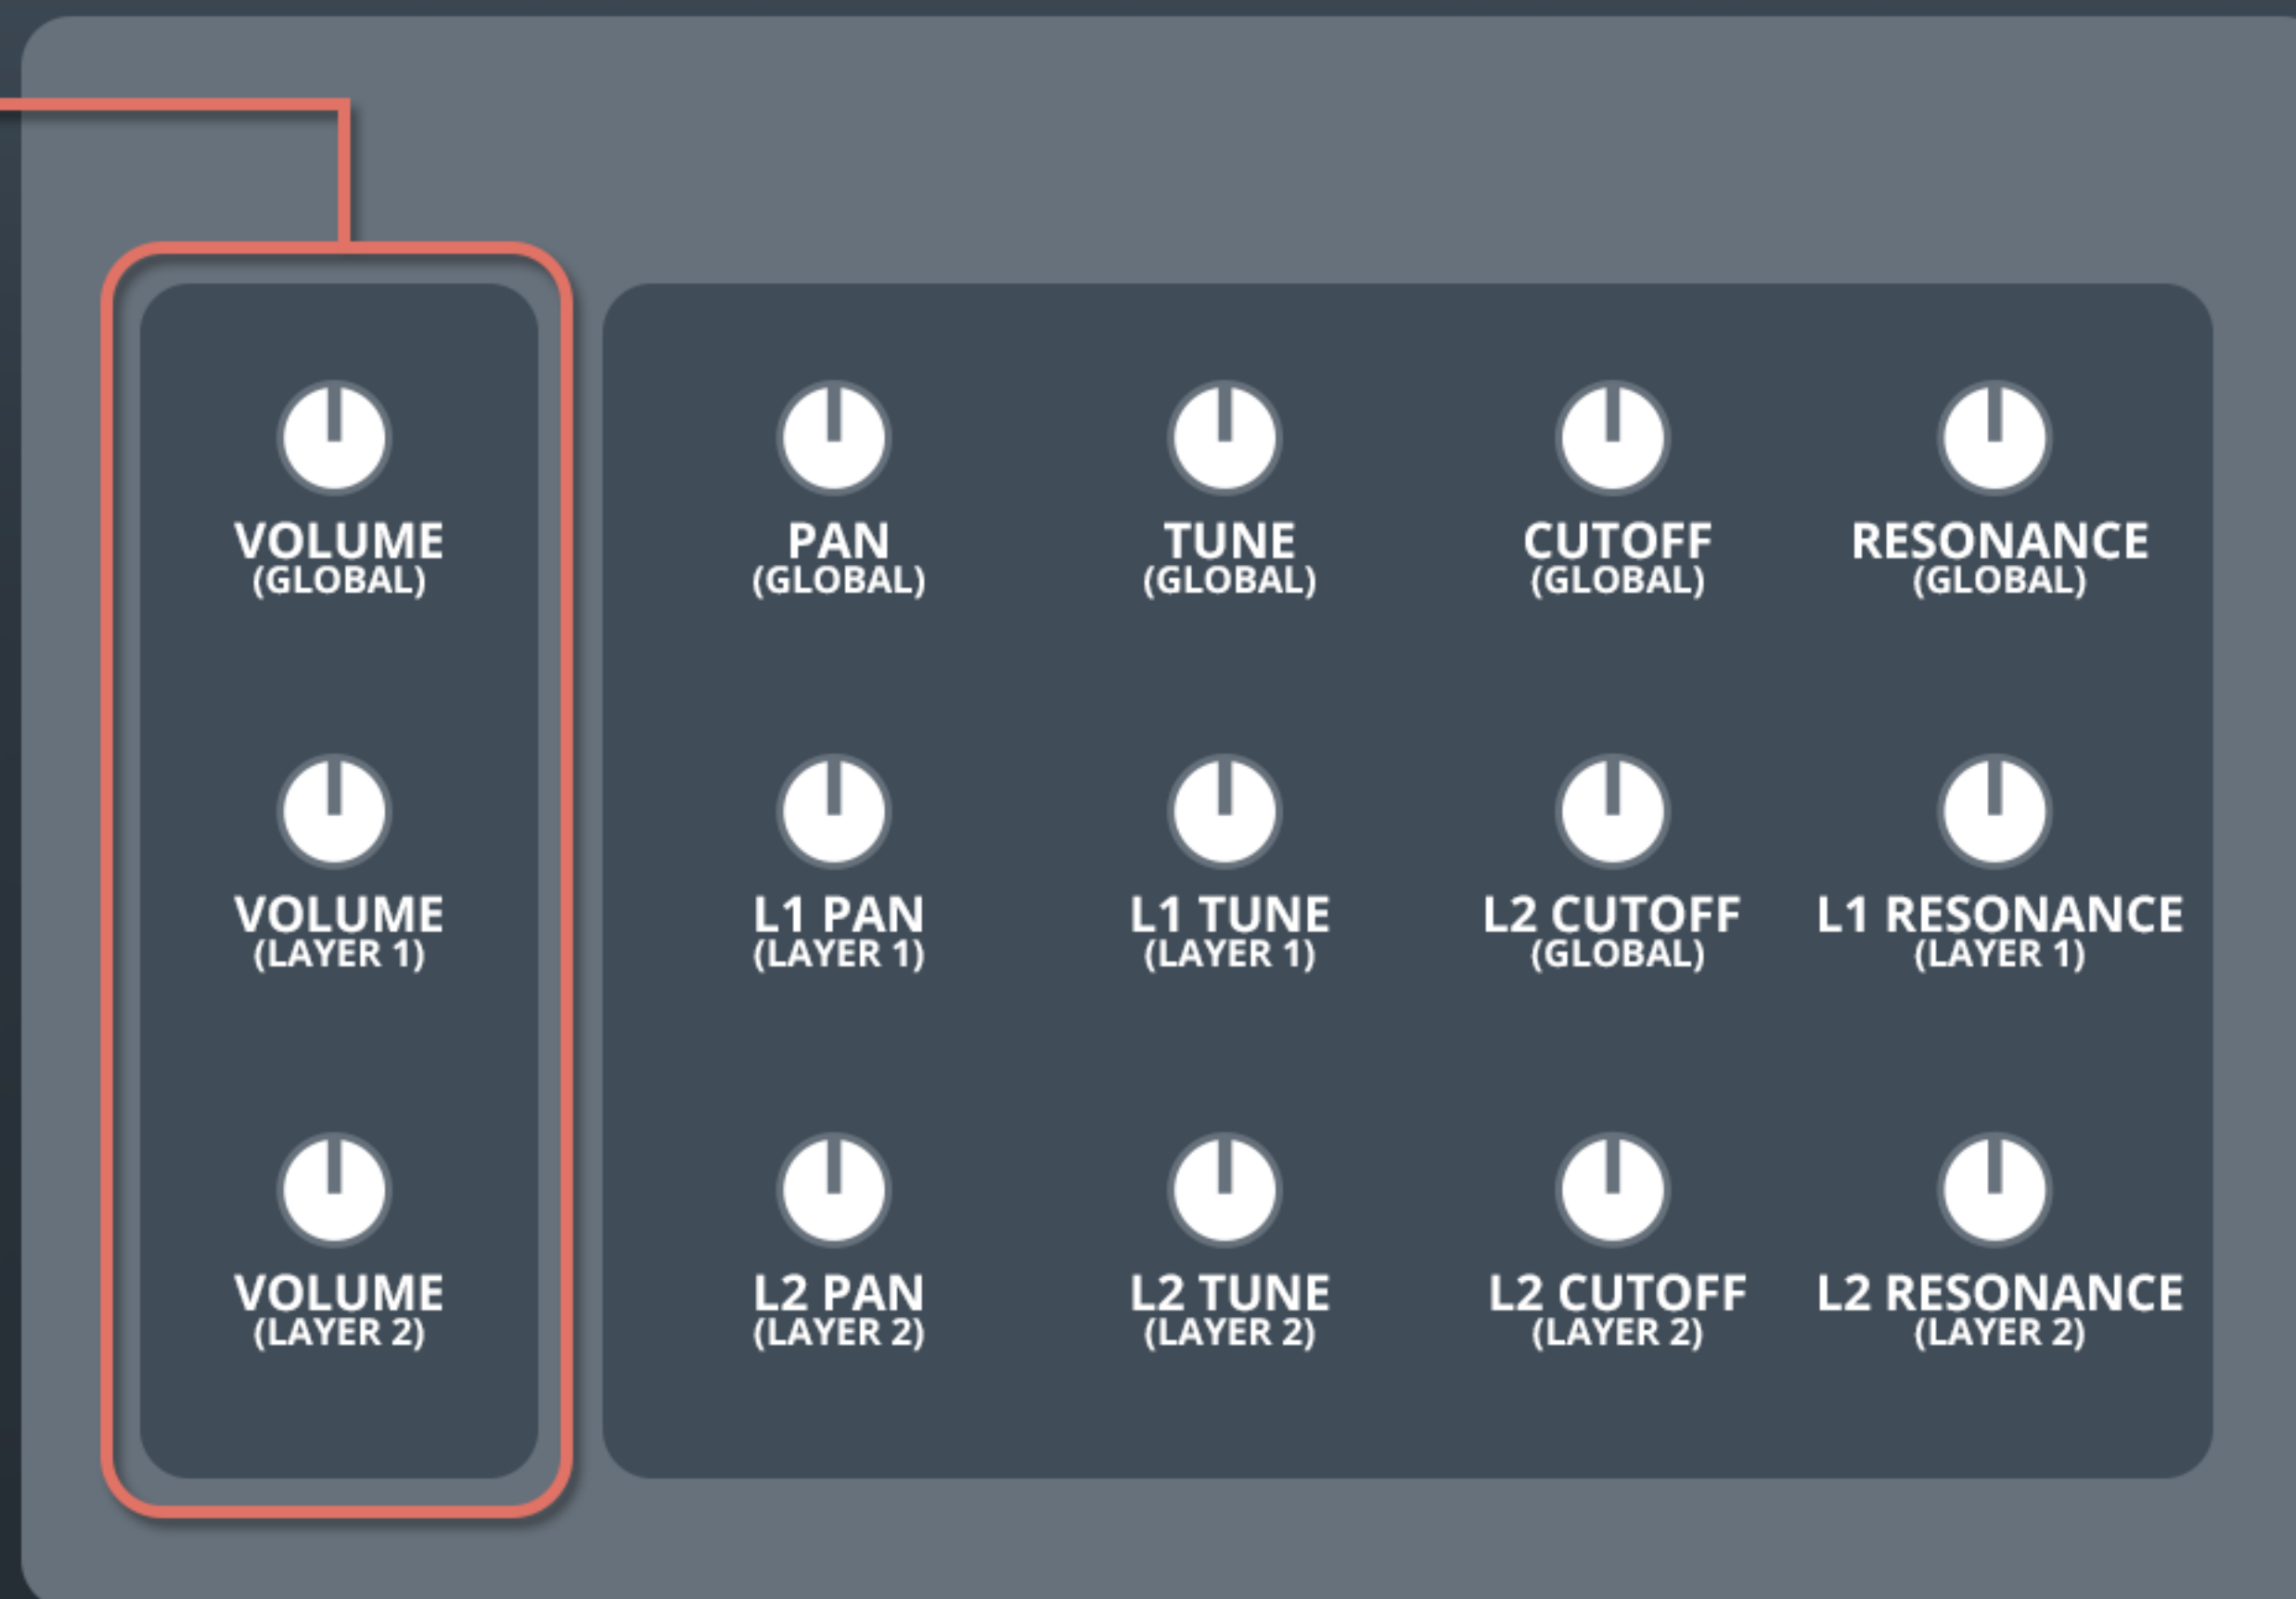 VOLUME
(GLOBAL)
PAN
(GLOBAL)
TUNE
(GLOBAL)
CUTOFF
(GLOBAL)
RESONANCE
(GLOBAL)
VOLUME
(LAYER 1)
L1 PAN
(LAYER 1)
L1 TUNE
(LAYER 1)
L2 CUTOFF
(GLOBAL)
L1 RESONANCE
(LAYER 1)
VOLUME
(LAYER 2)
L2 PAN
(LAYER 2)
L2 TUNE
(LAYER 2)
L2 CUTOFF
(LAYER 2)
L2 RESONANCE
(LAYER 2)